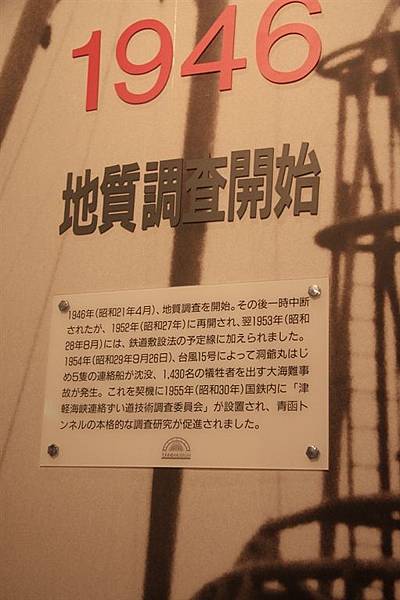 1946
地質調査開始
1946年(昭和21年4月)、地質調査を開始。その後一時中断
されたが、1952年(昭和27年)に再開され、翌1953年(昭和
28年8月)には、鉄道敷設法の予定線に加えられました。
1954年(昭和29年9月26日)、台風15号によって洞爺丸はじ
め5隻の連絡船が沈没、1,430名の犠牲者を出す大海難事
故が発生。これを契機に1955年(昭和30年)国鉄内に「津
軽海峡連絡ずい道技術調査委員会」が設置され、青函ト
ンネルの本格的な調査研究が促進されました。